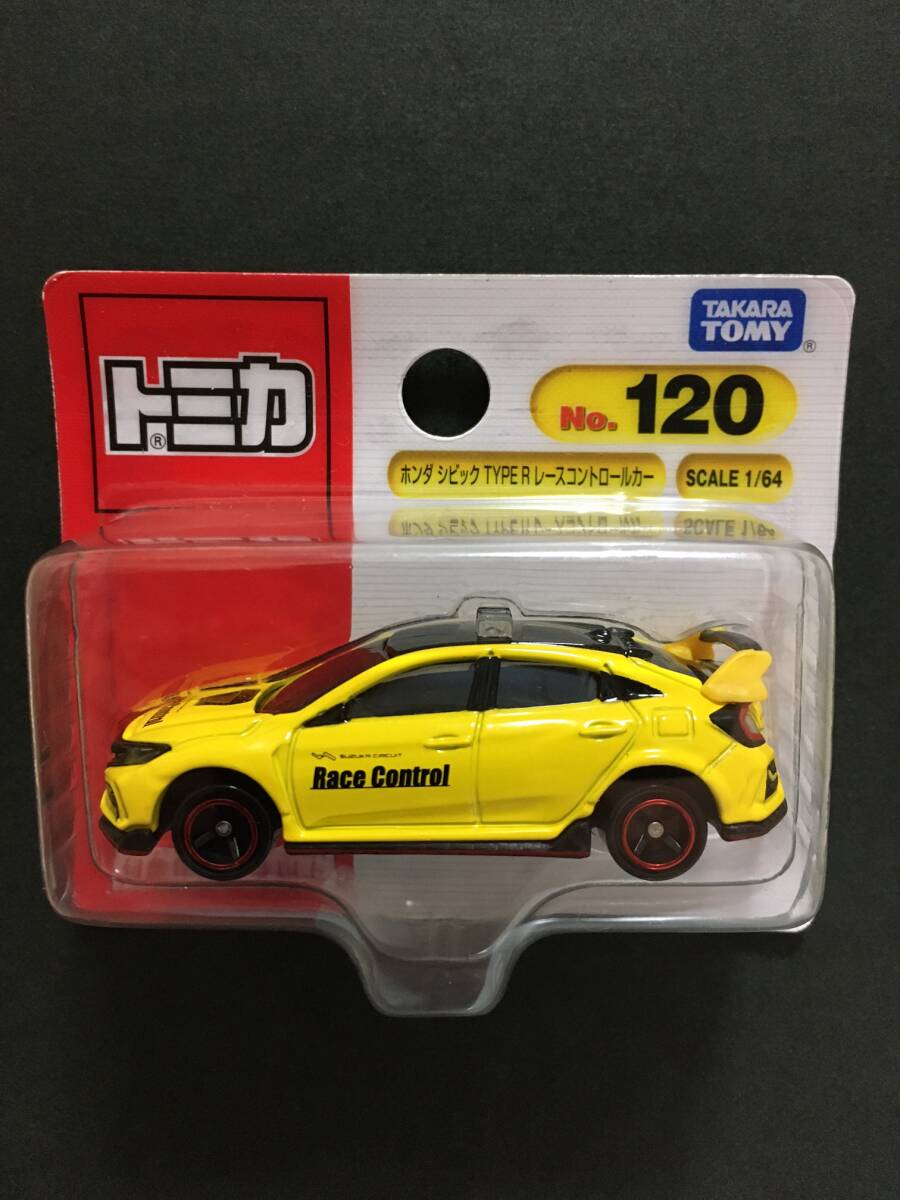 TAKARA
TOMY
®
トミカ
®
No. 120
ホンダ シビック TYPE R レースコントロールカー
SCALE 1/64
SUZUKA CIRCUIT
Race Control